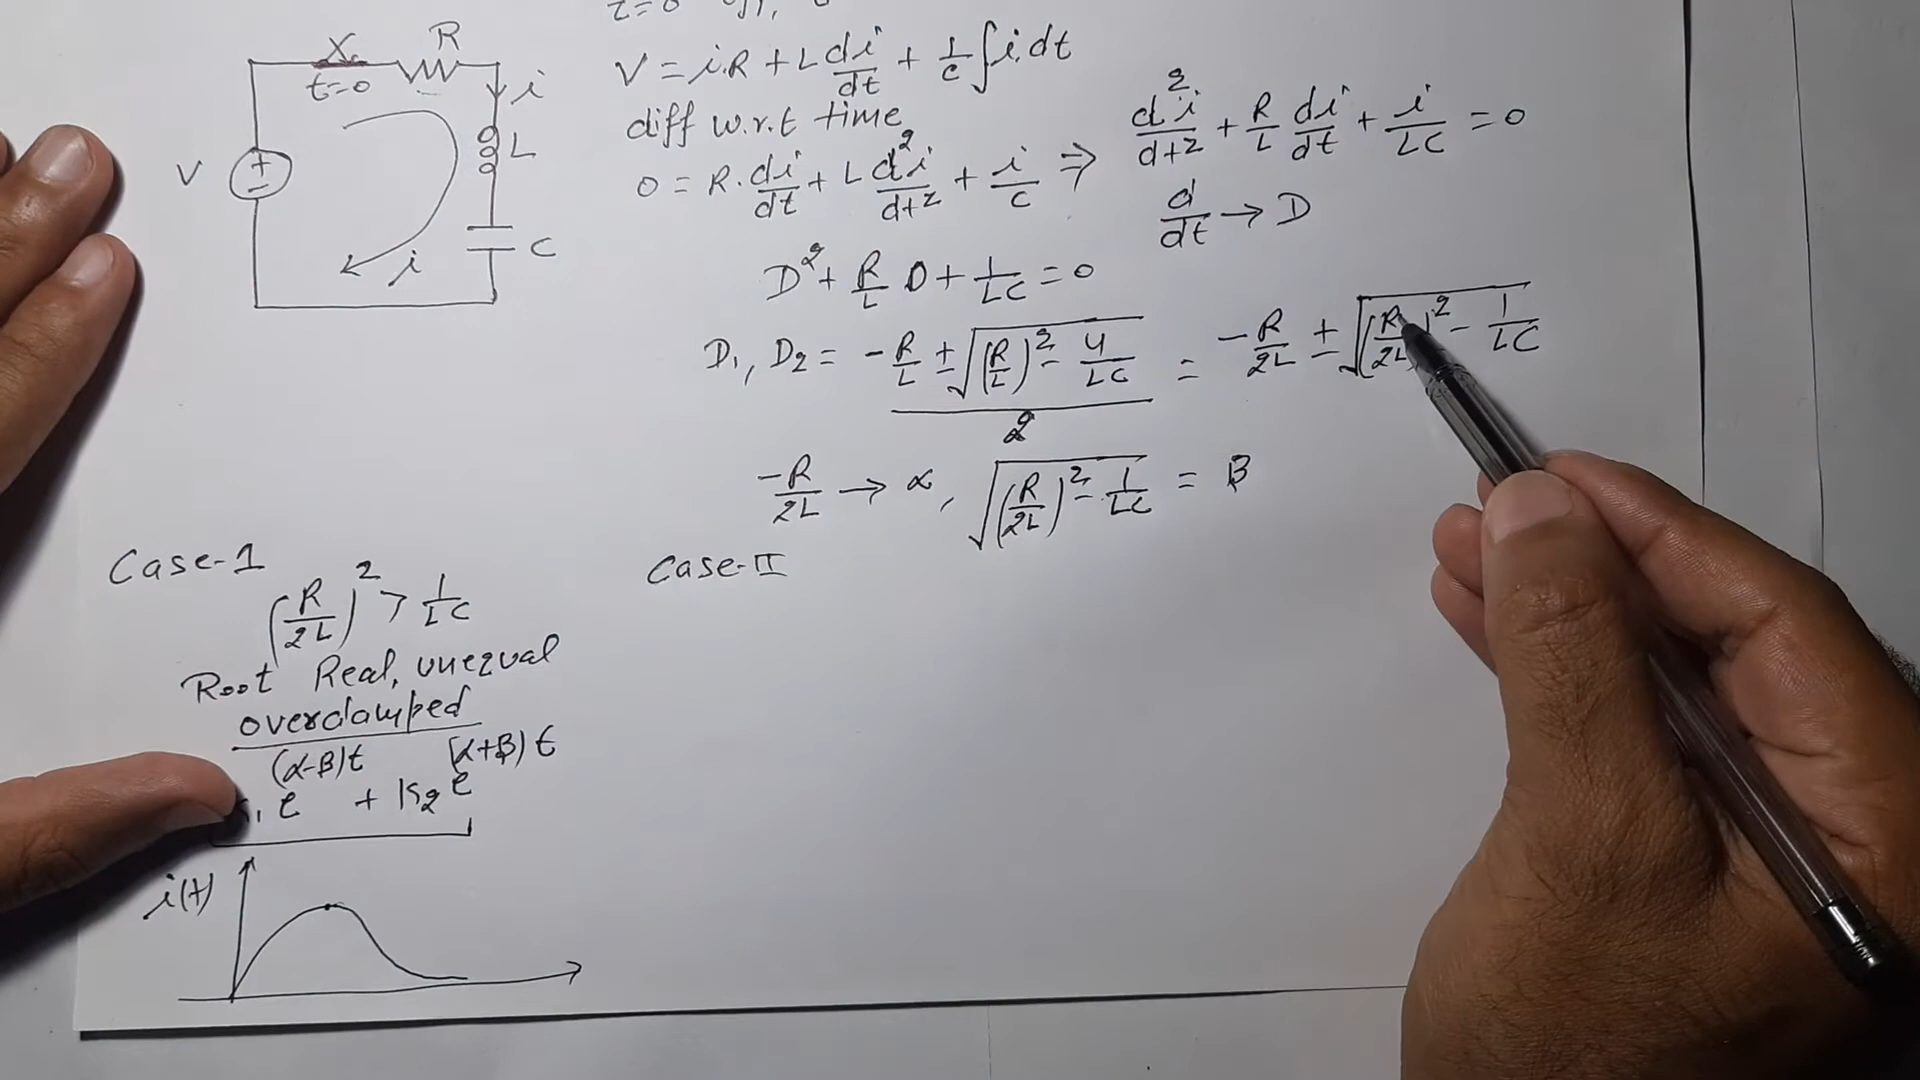 t=0
R
t=0
i
L
V
C
i
V = i.R + L di/dt + 1/C ∫i.dt
diff w.r.t time
0 = R. di/dt + L d²i/dt² + i/C ⇒ d²i/dt² + R/L di/dt + i/LC = 0
d/dt → D
D² + R/L D + 1/LC = 0
D₁, D₂ = (-R/L ± √((R/L)² - 4/LC)) / 2 = -R/2L ± √((R/2L)² - 1/LC)
-R/2L → α, √((R/2L)² - 1/LC) = β
Case-1
(R/2L)² > 1/LC
Root Real, unequal
overdamped
e^(α-β)t + K₂ e^(α+β)t
i(t)
Case-II